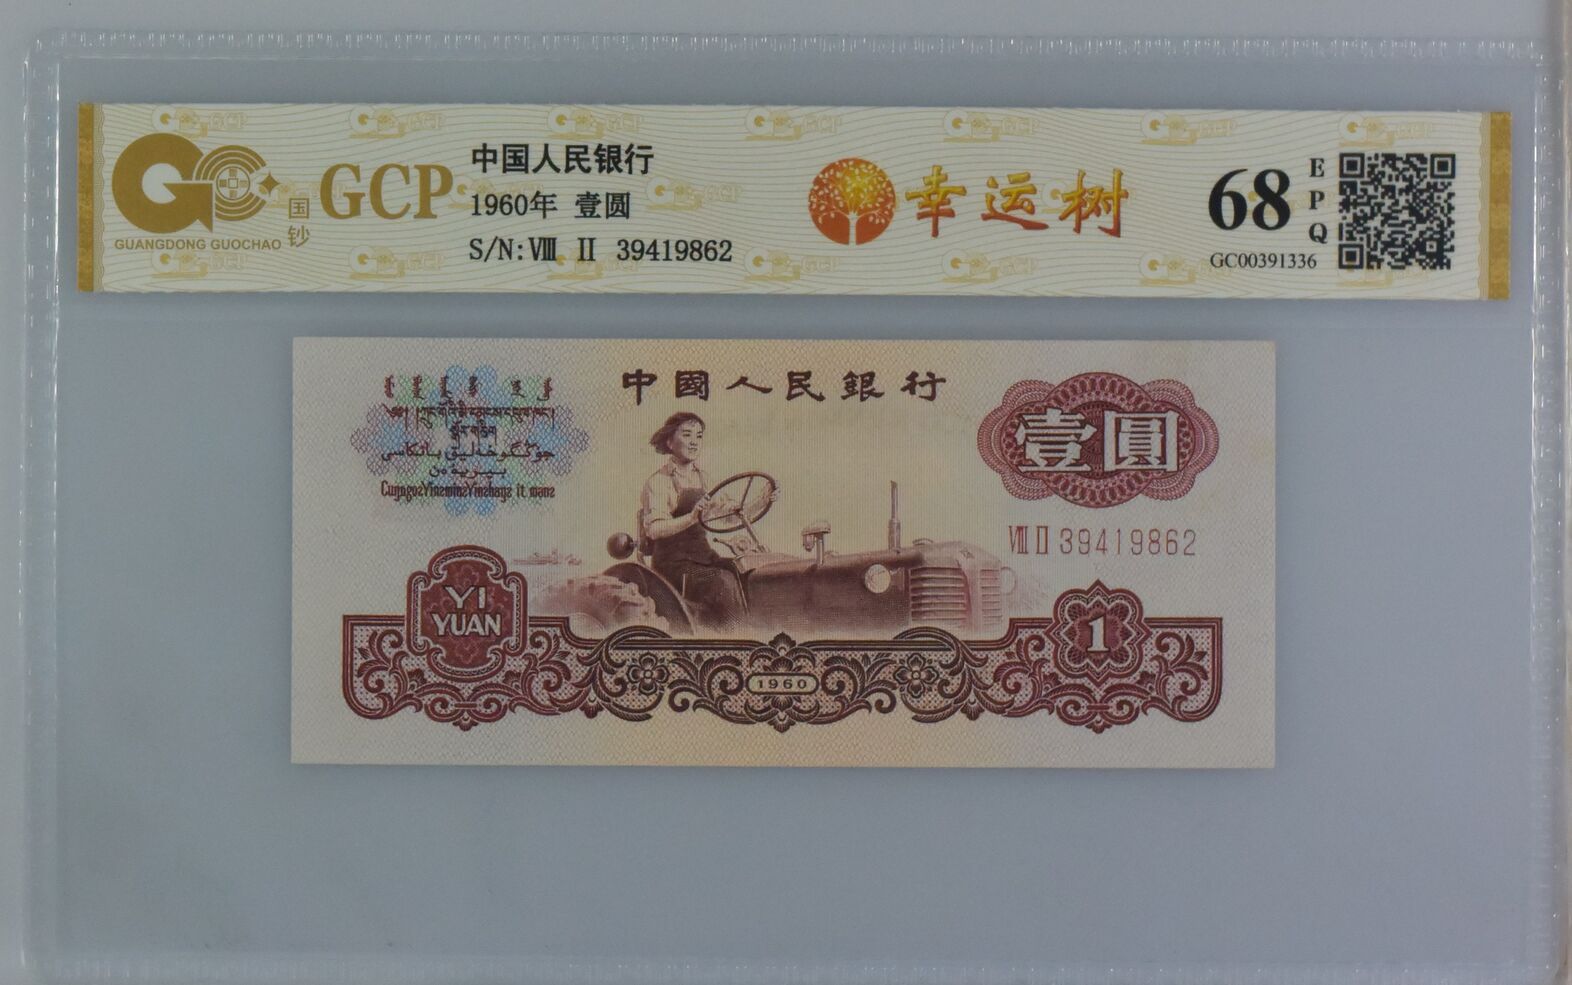 国
钞
GUANGDONG GUOCHAO
GCP
中国人民银行
1960年 壹圆
S/N:Ⅷ Ⅱ 39419862
幸运树
68
E
P
Q
GC00391336
中國人民銀行
壹圓
Ⅷ Ⅱ 39419862
YI
YUAN
1960
1